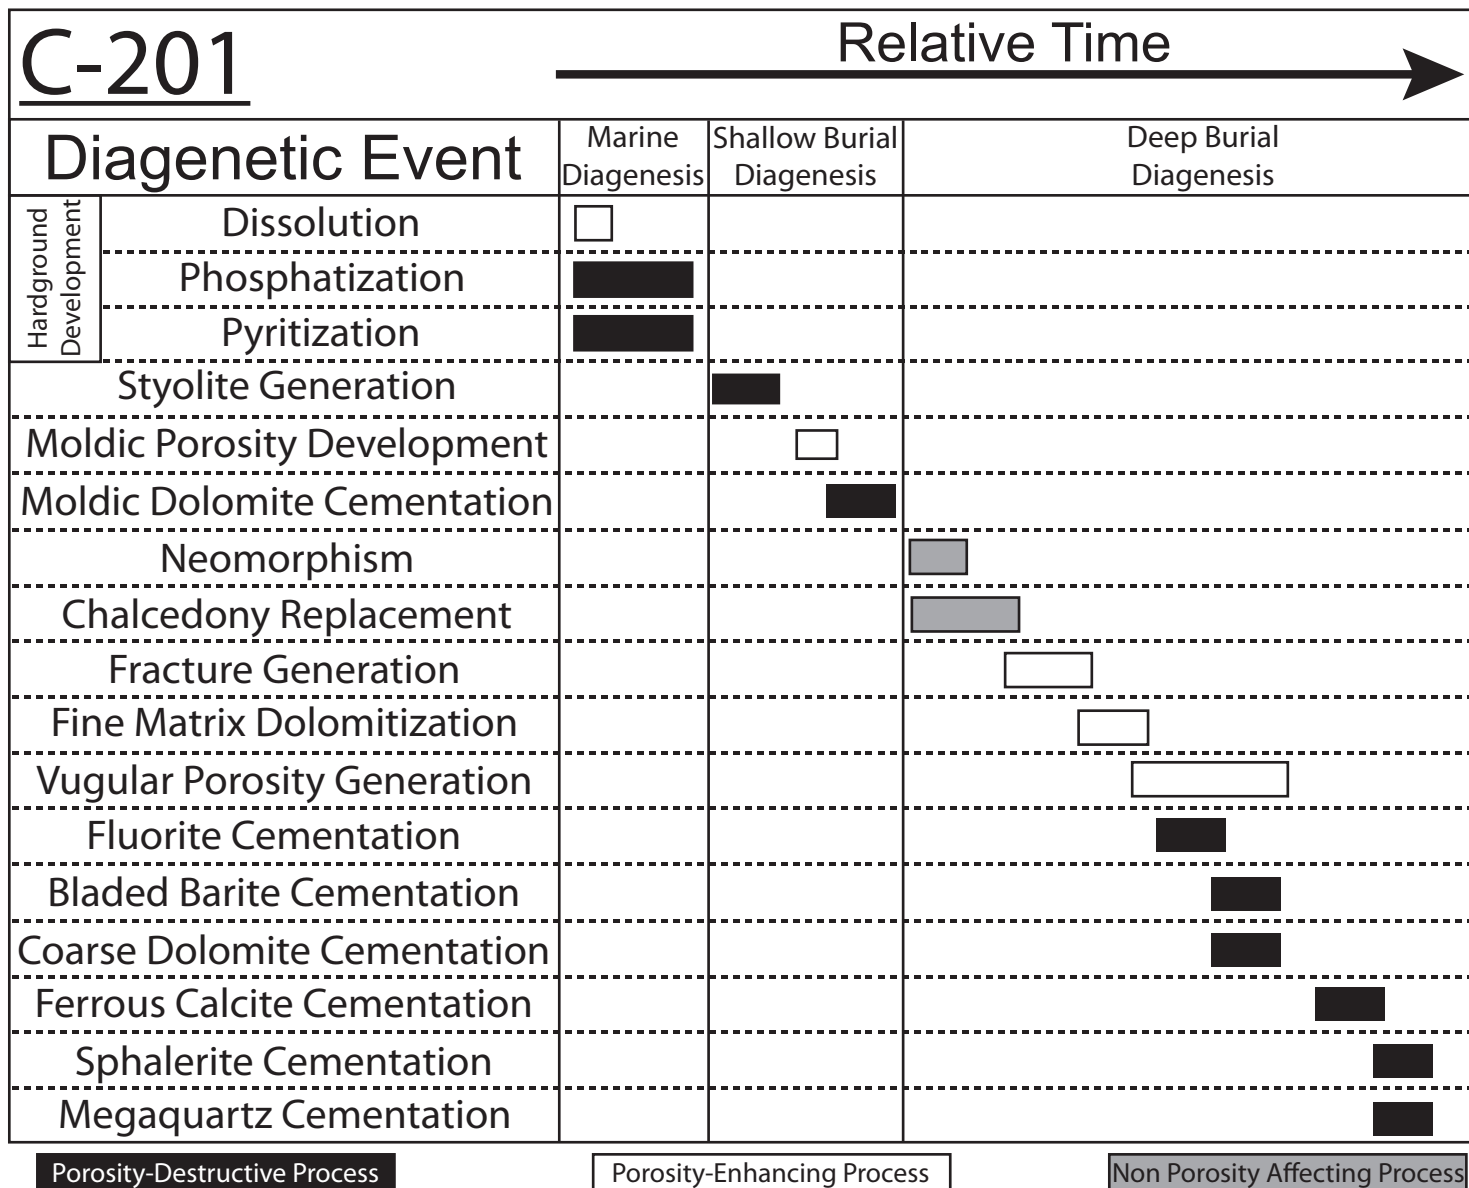 C-201
Relative Time
Diagenetic Event
Marine
Diagenesis
Shallow Burial
Diagenesis
Deep Burial
Diagenesis
Hardground
Development
Dissolution
Phosphatization
Pyritization
Styolite Generation
Moldic Porosity Development
Moldic Dolomite Cementation
Neomorphism
Chalcedony Replacement
Fracture Generation
Fine Matrix Dolomitization
Vugular Porosity Generation
Fluorite Cementation
Bladed Barite Cementation
Coarse Dolomite Cementation
Ferrous Calcite Cementation
Sphalerite Cementation
Megaquartz Cementation
Porosity-Destructive Process
Porosity-Enhancing Process
Non Porosity Affecting Process